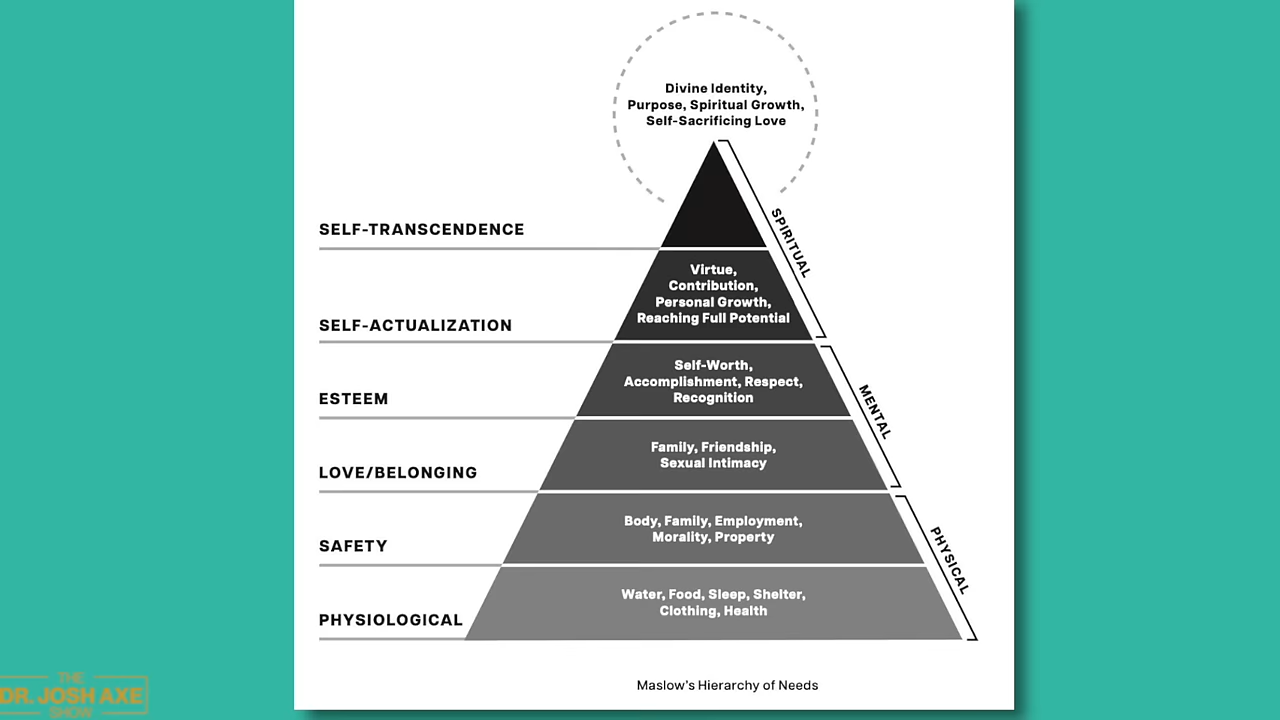 Divine Identity,
Purpose, Spiritual Growth,
Self-Sacrificing Love
SELF-TRANSCENDENCE
SPIRITUAL
Virtue,
Contribution,
Personal Growth,
Reaching Full Potential
SELF-ACTUALIZATION
Self-Worth,
Accomplishment, Respect,
Recognition
ESTEEM
MENTAL
Family, Friendship,
Sexual Intimacy
LOVE/BELONGING
Body, Family, Employment,
Morality, Property
SAFETY
PHYSICAL
Water, Food, Sleep, Shelter,
Clothing, Health
PHYSIOLOGICAL
Maslow's Hierarchy of Needs
THE
DR. JOSH AXE
SHOW